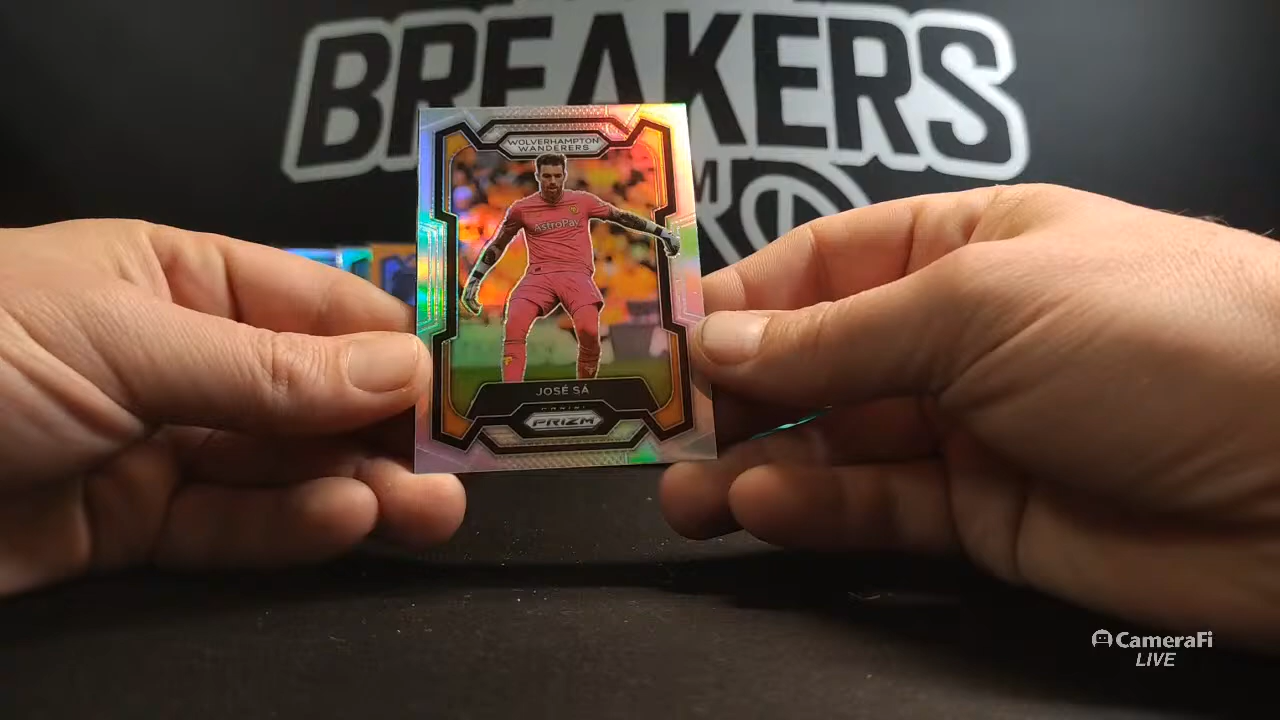 BREAKERS
WOLVERHAMPTON
WANDERERS
AstroPay
JOSÉ SÁ
PANINI
PRIZM
CameraFi
LIVE